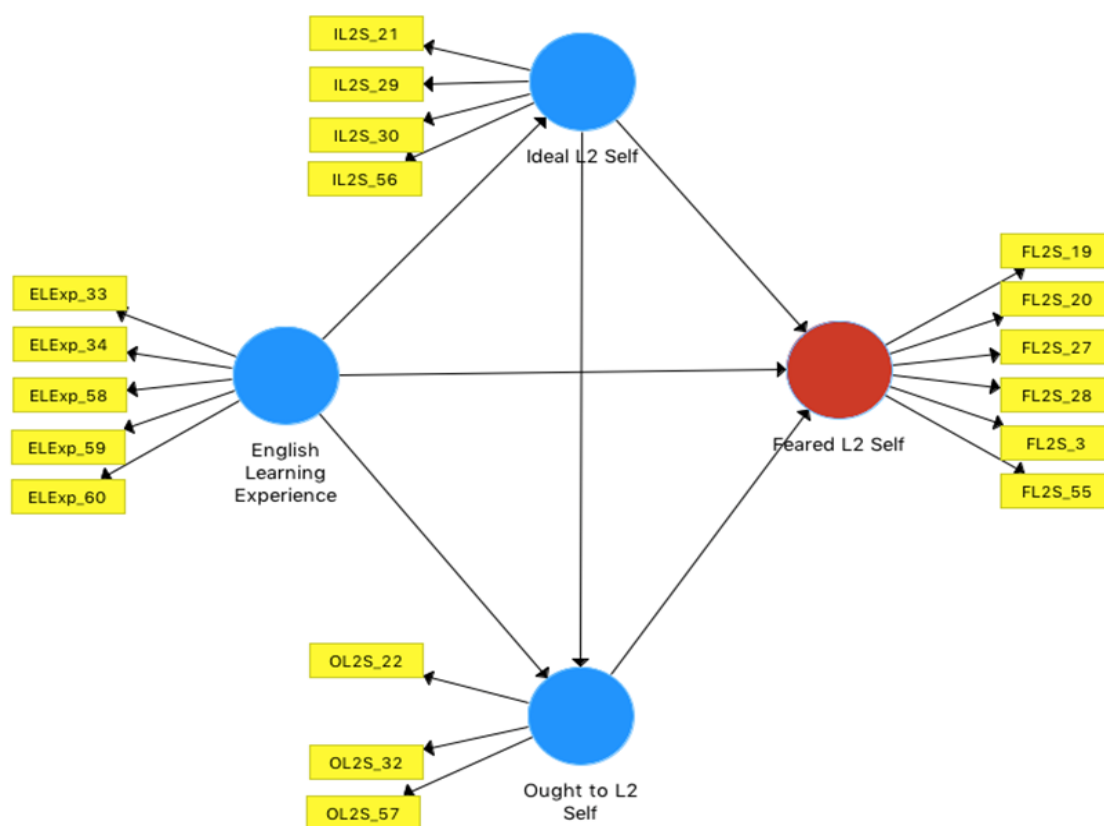 IL2S_21
IL2S_29
IL2S_30
IL2S_56
Ideal L2 Self
ELExp_33
ELExp_34
ELExp_58
ELExp_59
ELExp_60
English
Learning
Experience
FL2S_19
FL2S_20
FL2S_27
FL2S_28
FL2S_3
FL2S_55
Feared L2 Self
OL2S_22
OL2S_32
OL2S_57
Ought to L2
Self